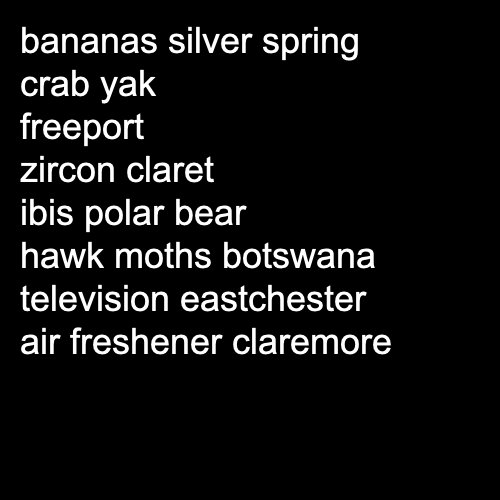 bananas silver spring
crab yak
freeport
zircon claret
ibis polar bear
hawk moths botswana
television eastchester
air freshener claremore